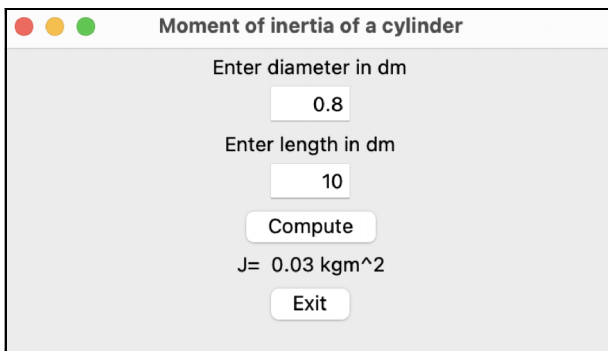 Moment of inertia of a cylinder
Enter diameter in dm
0.8
Enter length in dm
10
Compute
J= 0.03 kgm^2
Exit